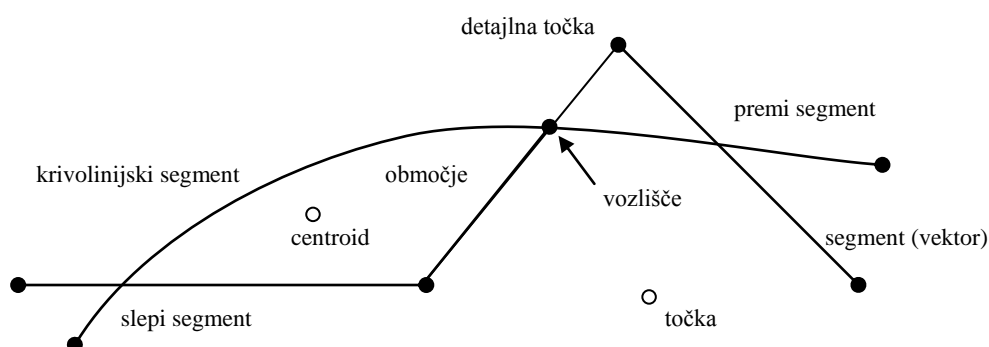 detajlna točka
premi segment
krivolinijski segment
območje
vozlišče
centroid
segment (vektor)
slepi segment
točka